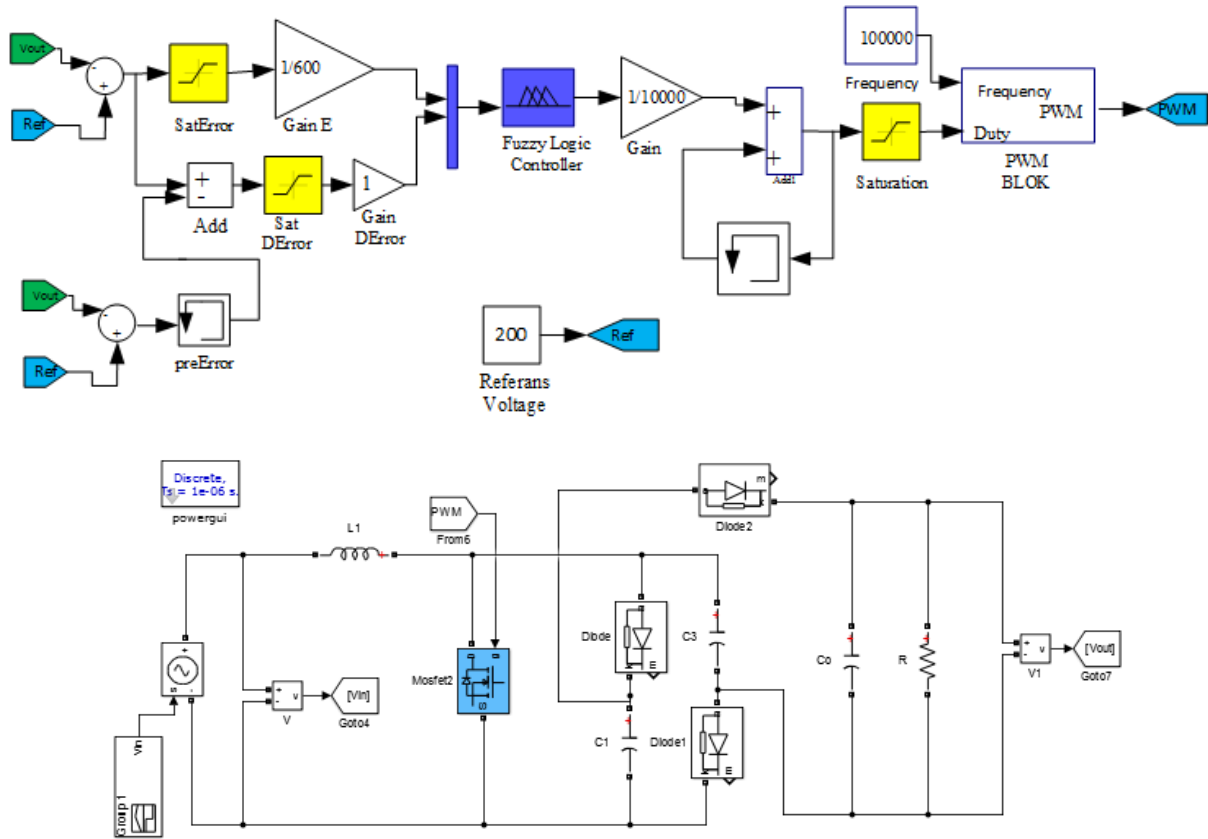 Vout
Ref
-
+
SatError
1/600
Gain E
+
-
Add
Sat
DError
1
Gain
DError
Vout
Ref
-
+
preError
Fuzzy Logic
Controller
1/10000
Gain
+
+
Add1
100000
Frequency
Saturation
Frequency
PWM
Duty
PWM
BLOK
PWM
200
Referans
Voltage
Ref
Discrete,
Ts = 1e-06 s.
powergui
L1
PWM
From6
m
Diode2
Diode
C3
Mosfet2
g
D
S
+
-
s
+
-
v
V
[Vin]
Goto4
Vin
Group 1
C1
Diode1
m
m
Co
R
+
-
v
V1
[Vout]
Goto7